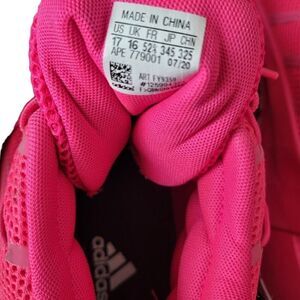 MADE IN CHINA
US UK FR JP CHN
17 16 52⅔ 345 325
APE 779001 07/20
ART FY9359
adidas